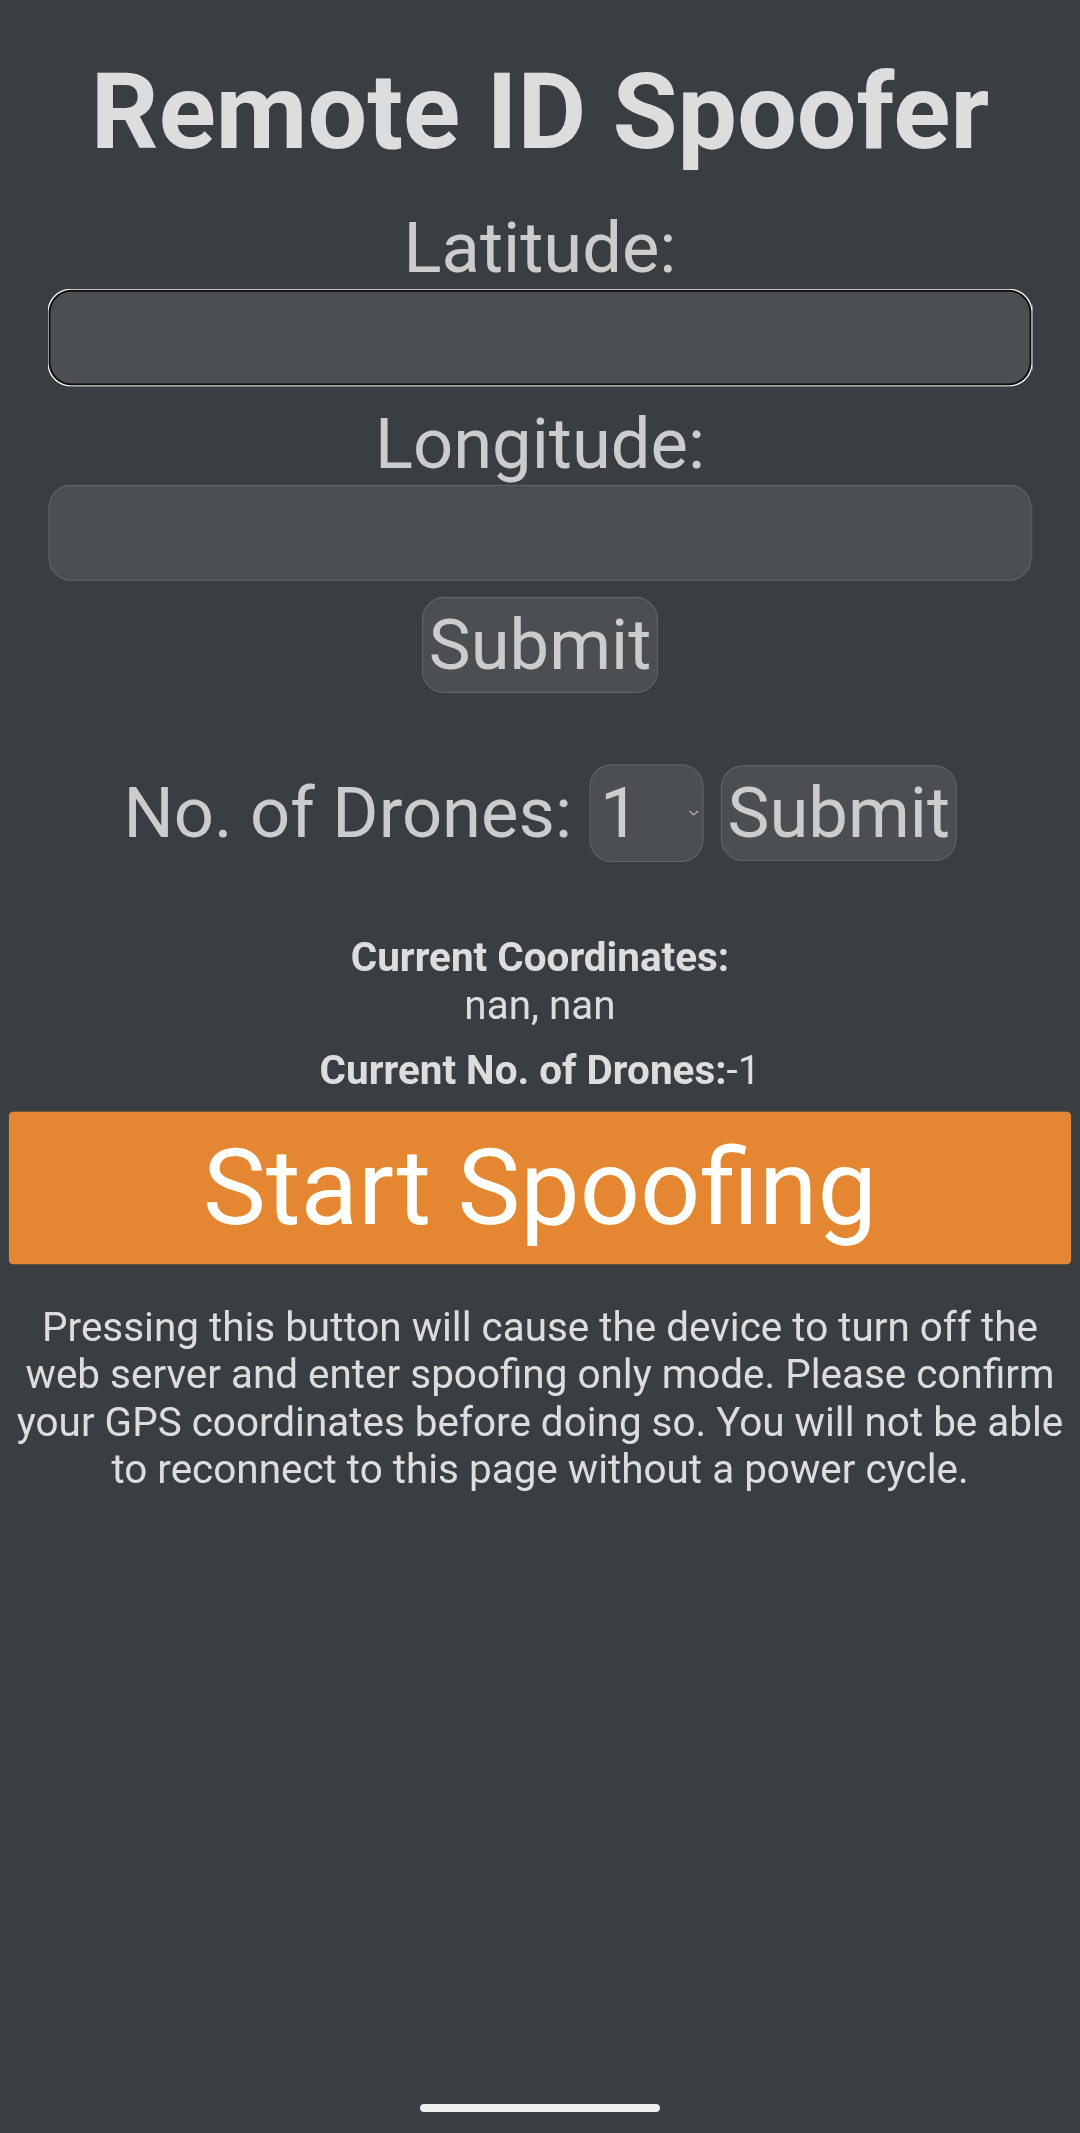 Remote ID Spoofer
Latitude:
Longitude:
Submit
No. of Drones: 1 Submit
Current Coordinates:
nan, nan
Current No. of Drones:-1
Start Spoofing
Pressing this button will cause the device to turn off the
web server and enter spoofing only mode. Please confirm
your GPS coordinates before doing so. You will not be able
to reconnect to this page without a power cycle.